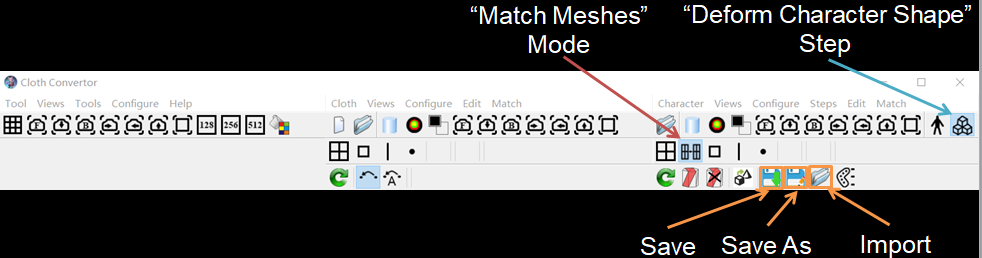 “Match Meshes”
Mode
“Deform Character Shape”
Step
Cloth Convertor
Tool Views Tools Configure Help
Cloth Views Configure Edit Match
Character Views Configure Steps Edit Match
F B 128 256 512
F B
F B
A
Save
Save As
Import